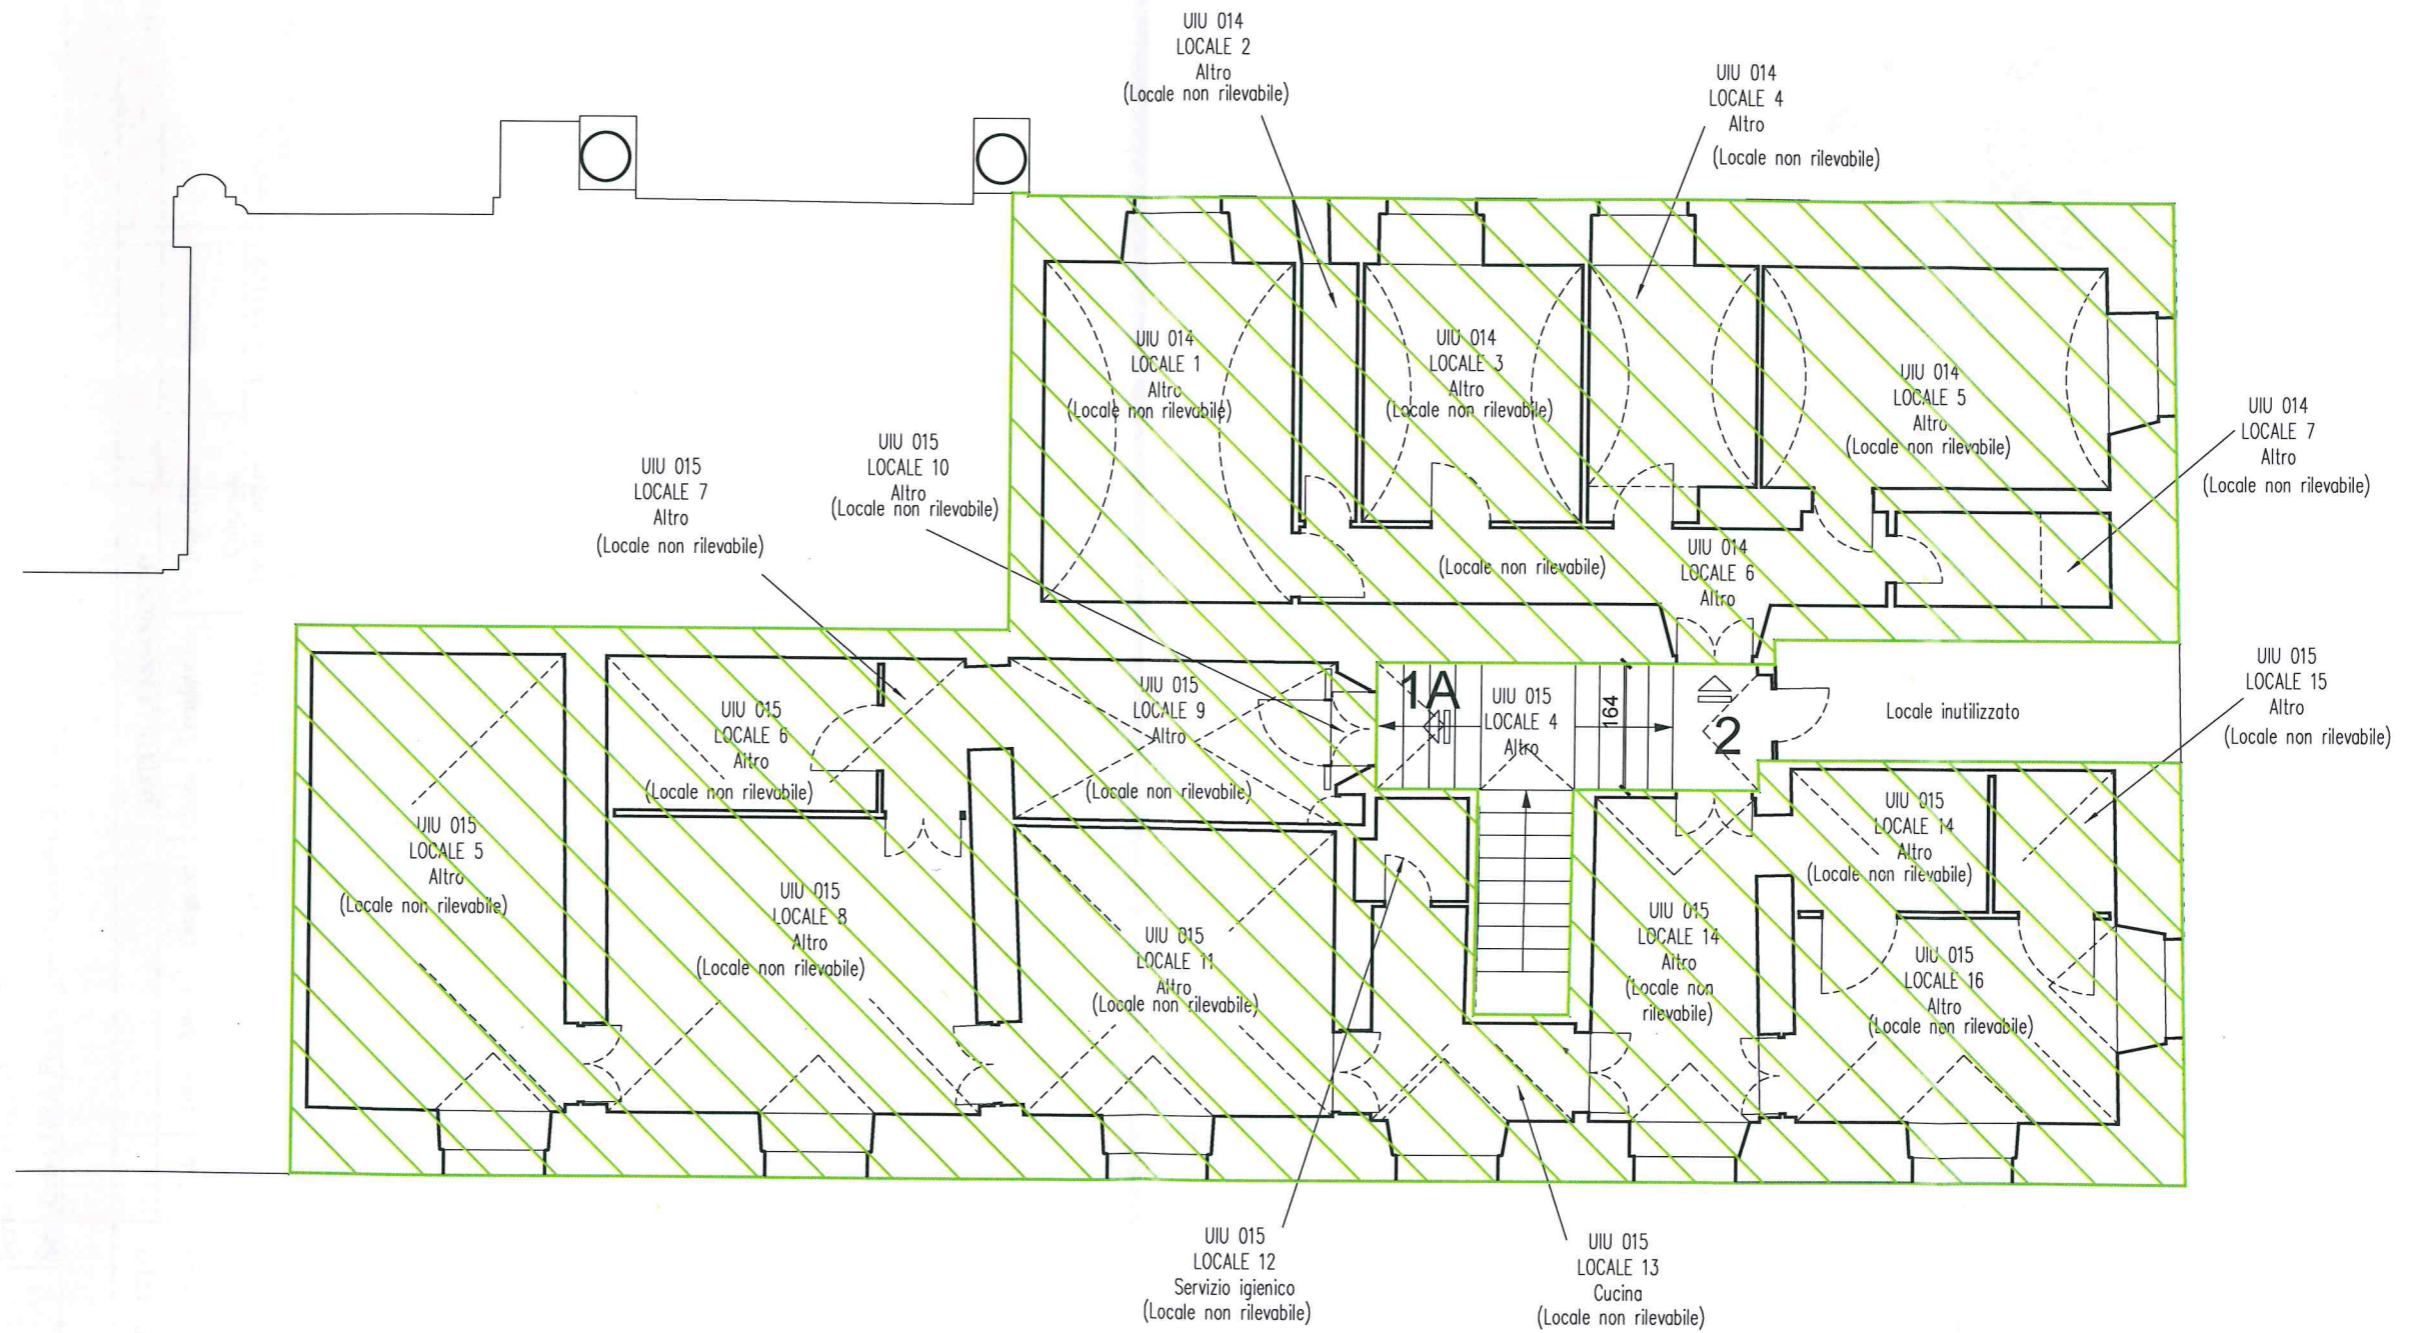 UIU 014
LOCALE 2
Altro
(Locale non rilevabile)
UIU 014
LOCALE 4
Altro
(Locale non rilevabile)
UIU 014
LOCALE 1
Altro
(Locale non rilevabile)
UIU 014
LOCALE 3
Altro
(Locale non rilevabile)
UIU 014
LOCALE 5
Altro
(Locale non rilevabile)
UIU 014
LOCALE 7
Altro
(Locale non rilevabile)
UIU 015
LOCALE 10
Altro
(Locale non rilevabile)
UIU 015
LOCALE 7
Altro
(Locale non rilevabile)
(Locale non rilevabile)
UIU 014
LOCALE 6
Altro
UIU 015
LOCALE 6
Altro
(Locale non rilevabile)
UIU 015
LOCALE 9
Altro
(Locale non rilevabile)
1A
UIU 015
LOCALE 4
Altro
164
2
Locale inutilizzato
UIU 015
LOCALE 15
Altro
(Locale non rilevabile)
UIU 015
LOCALE 5
Altro
(Locale non rilevabile)
UIU 015
LOCALE 8
Altro
(Locale non rilevabile)
UIU 015
LOCALE 11
Altro
(Locale non rilevabile)
UIU 015
LOCALE 14
Altro
(Locale non
rilevabile)
UIU 015
LOCALE 14
Altro
(Locale non rilevabile)
UIU 015
LOCALE 16
Altro
(Locale non rilevabile)
UIU 015
LOCALE 12
Servizio igienico
(Locale non rilevabile)
UIU 015
LOCALE 13
Cucina
(Locale non rilevabile)